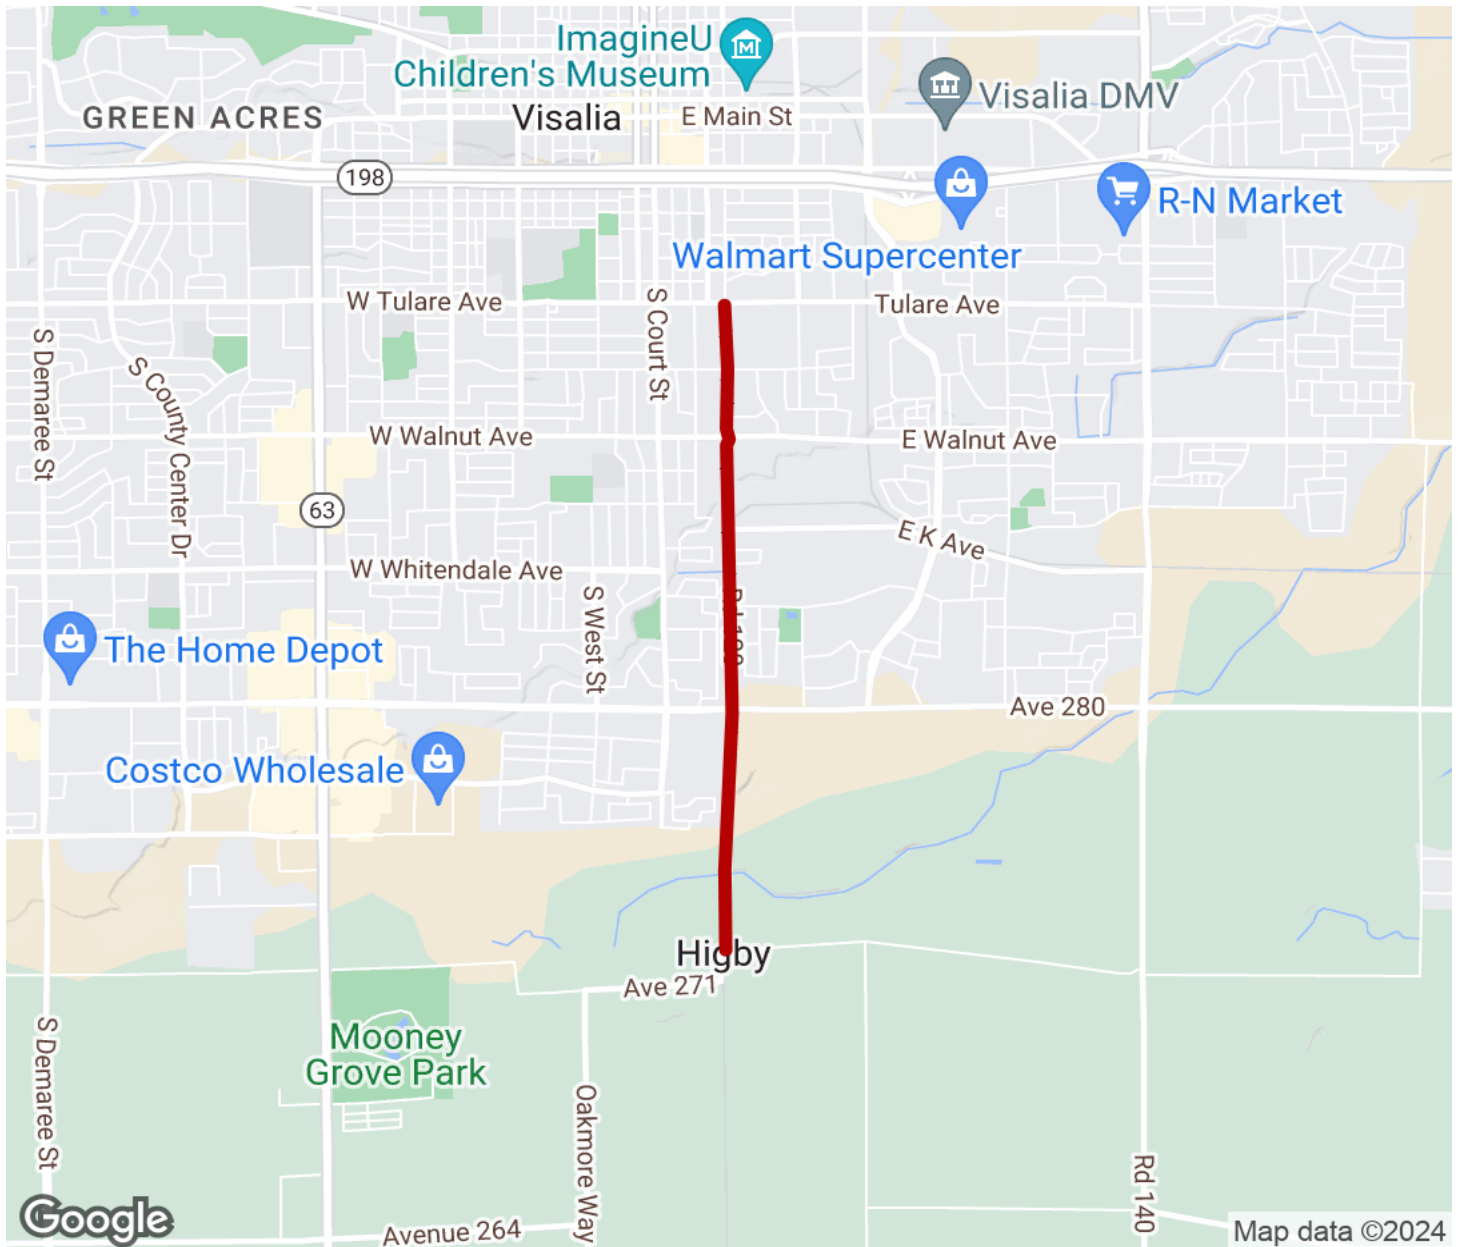 ImagineU
Children's Museum
Visalia DMV
GREEN ACRES
Visalia
E Main St
198
R-N Market
Walmart Supercenter
W Tulare Ave
Tulare Ave
S Court St
S Demaree St
S County Center Dr
W Walnut Ave
E Walnut Ave
63
E K Ave
W Whitendale Ave
S West St
The Home Depot
Ave 280
Costco Wholesale
Higby
Ave 271
Mooney
Grove Park
S Demaree St
Oakmore Way
Rd 140
Avenue 264
Google
Map data ©2024